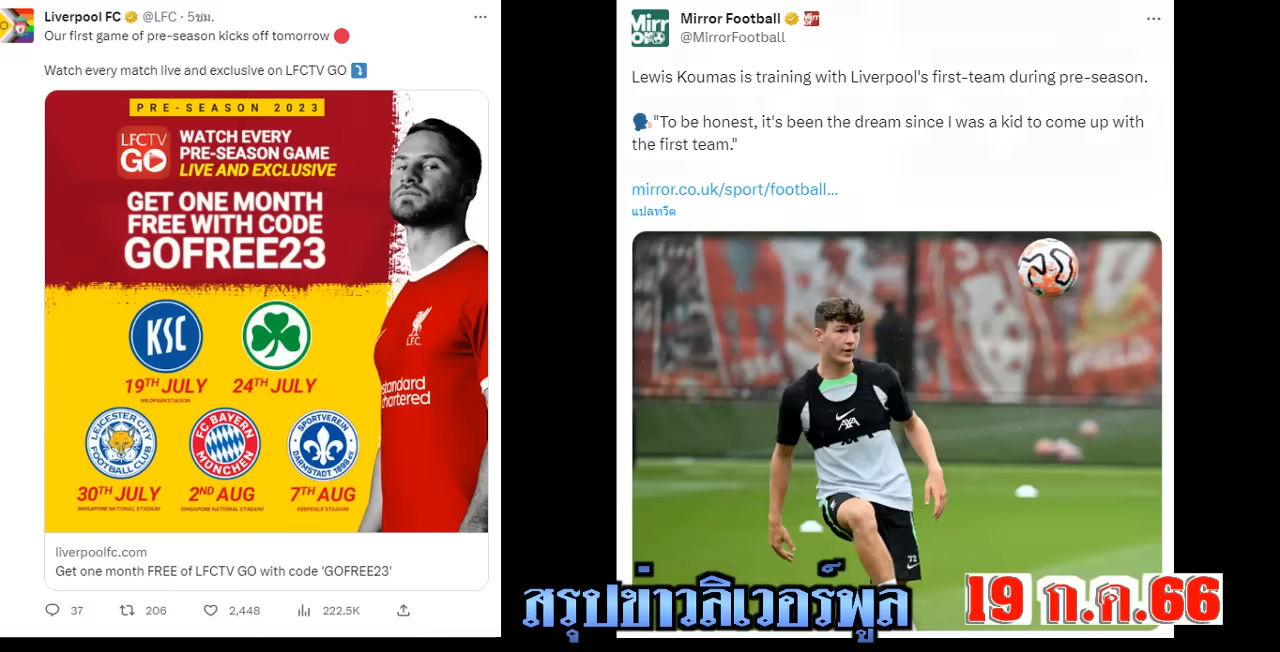 Liverpool FC @LFC · 5ชม.
Our first game of pre-season kicks off tomorrow
Watch every match live and exclusive on LFCTV GO
PRE-SEASON 2023
LFCTV
GO
WATCH EVERY
PRE-SEASON GAME
LIVE AND EXCLUSIVE
GET ONE MONTH
FREE WITH CODE
GOFREE23
KSC
19TH JULY
WILDPARKSTADION
24TH JULY
LEICESTER CITY
FOOTBALL CLUB
30TH JULY
SINGAPORE NATIONAL STADIUM
FC BAYERN
MÜNCHEN
2ND AUG
SINGAPORE NATIONAL STADIUM
SPORTVEREIN
DARMSTADT 1898 e.V.
7TH AUG
DEEPDALE STADIUM
L.F.C.
standard
chartered
liverpoolfc.com
Get one month FREE of LFCTV GO with code 'GOFREE23'
37 206 2,448 222.5K
Mirror Football
@MirrorFootball
Lewis Koumas is training with Liverpool's first-team during pre-season.
"To be honest, it's been the dream since I was a kid to come up with
the first team."
mirror.co.uk/sport/football...
แปลทวีต
AXA
72
สรุปข่าวลิเวอร์พูล
19 ก.ค.66